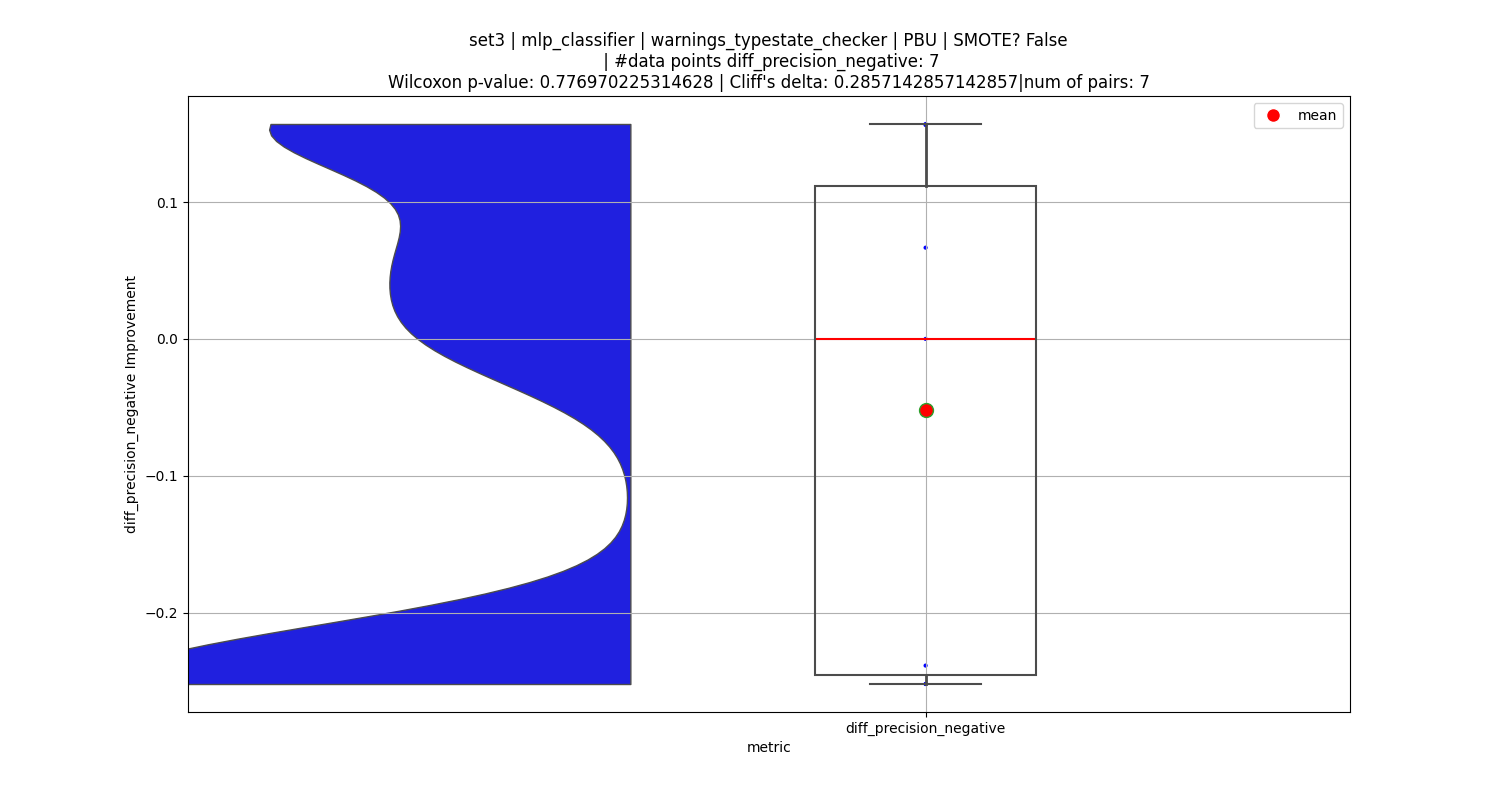 set3 | mlp_classifier | warnings_typestate_checker | PBU | SMOTE? False
| #data points diff_precision_negative: 7
Wilcoxon p-value: 0.776970225314628 | Cliff's delta: 0.2857142857142857|num of pairs: 7
mean
0.1
0.0
−0.1
−0.2
diff_precision_negative Improvement
diff_precision_negative
metric